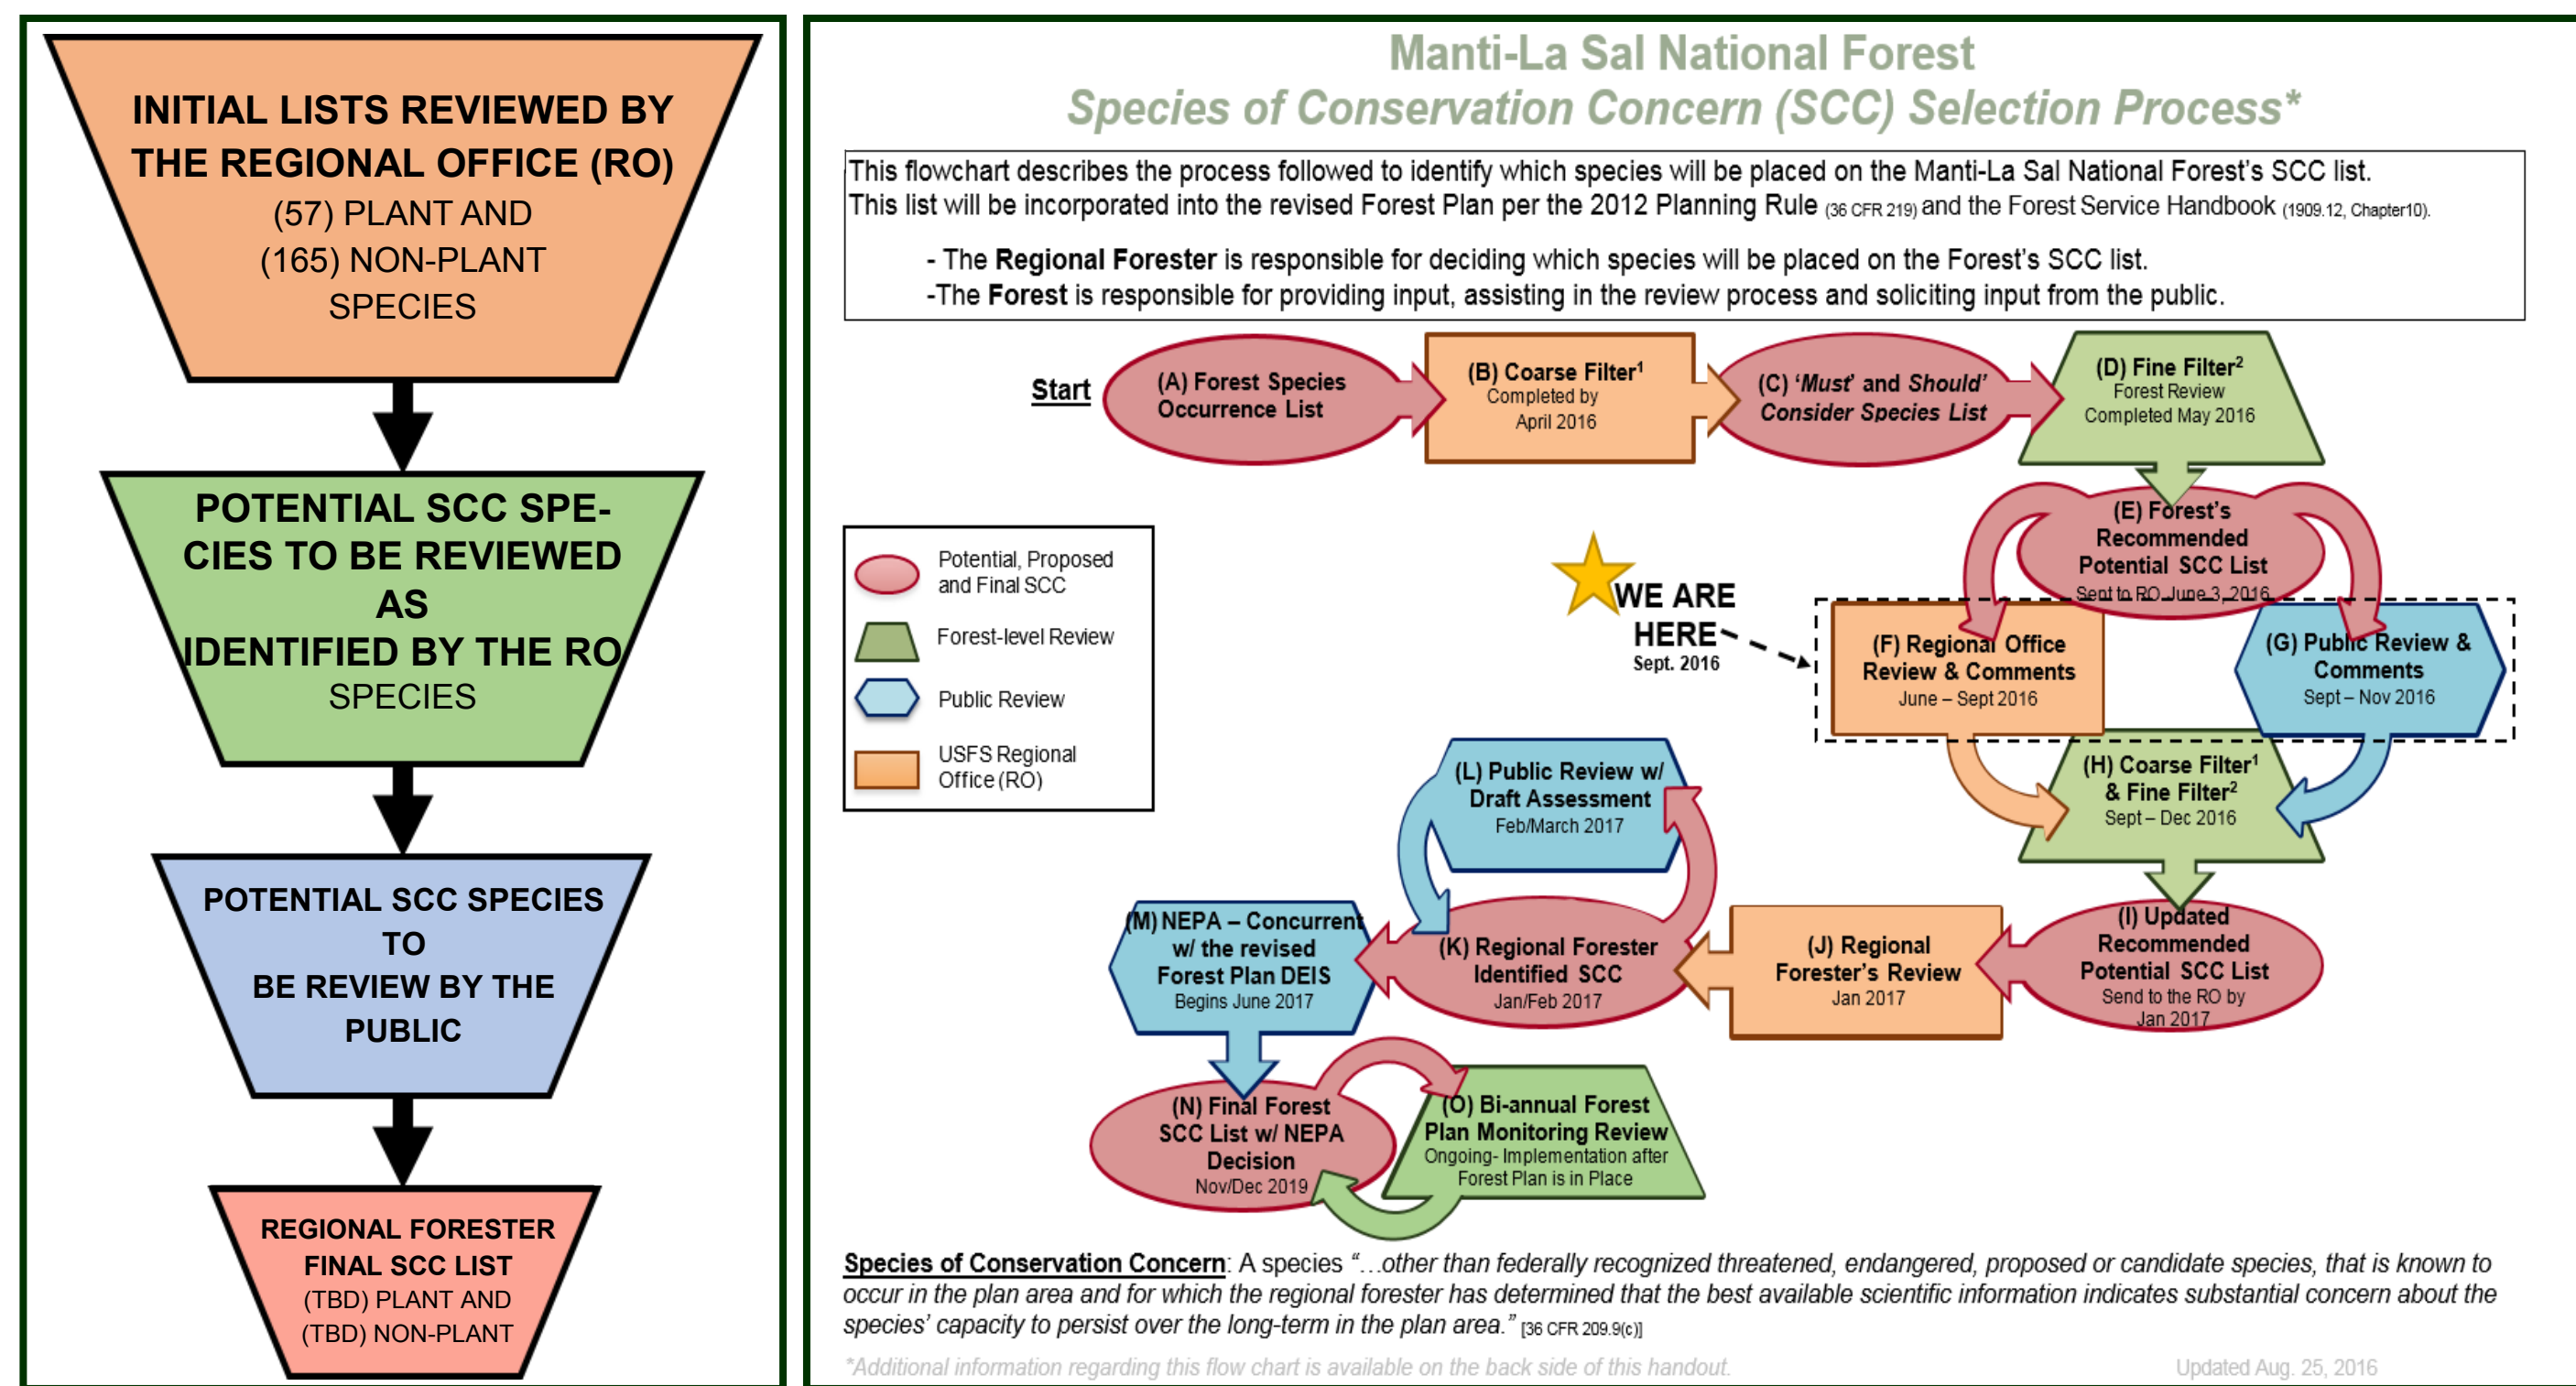 INITIAL LISTS REVIEWED BY
THE REGIONAL OFFICE (RO)
(57) PLANT AND
(165) NON-PLANT
SPECIES
POTENTIAL SCC SPE-
CIES TO BE REVIEWED
AS
IDENTIFIED BY THE RO
SPECIES
POTENTIAL SCC SPECIES
TO
BE REVIEW BY THE
PUBLIC
REGIONAL FORESTER
FINAL SCC LIST
(TBD) PLANT AND
(TBD) NON-PLANT
Manti-La Sal National Forest
Species of Conservation Concern (SCC) Selection Process*
This flowchart describes the process followed to identify which species will be placed on the Manti-La Sal National Forest's SCC list.
This list will be incorporated into the revised Forest Plan per the 2012 Planning Rule (36 CFR 219) and the Forest Service Handbook (1909.12, Chapter10).
- The Regional Forester is responsible for deciding which species will be placed on the Forest's SCC list.
-The Forest is responsible for providing input, assisting in the review process and soliciting input from the public.
Start
(A) Forest Species
Occurrence List
(B) Coarse Filter¹
Completed by
April 2016
(C) 'Must' and Should'
Consider Species List
(D) Fine Filter²
Forest Review
Completed May 2016
(E) Forest's
Recommended
Potential SCC List
Sent to RO June 3, 2016
Potential, Proposed
and Final SCC
Forest-level Review
Public Review
USFS Regional
Office (RO)
WE ARE
HERE
Sept. 2016
(F) Regional Office
Review & Comments
June – Sept 2016
(G) Public Review &
Comments
Sept – Nov 2016
(H) Coarse Filter¹
& Fine Filter²
Sept – Dec 2016
(I) Updated
Recommended
Potential SCC List
Send to the RO by
Jan 2017
(J) Regional
Forester's Review
Jan 2017
(K) Regional Forester
Identified SCC
Jan/Feb 2017
(L) Public Review w/
Draft Assessment
Feb/March 2017
(M) NEPA – Concurrent
w/ the revised
Forest Plan DEIS
Begins June 2017
(N) Final Forest
SCC List w/ NEPA
Decision
Nov/Dec 2019
(O) Bi-annual Forest
Plan Monitoring Review
Ongoing- Implementation after
Forest Plan is in Place
Species of Conservation Concern: A species “…other than federally recognized threatened, endangered, proposed or candidate species, that is known to
occur in the plan area and for which the regional forester has determined that the best available scientific information indicates substantial concern about the
species’ capacity to persist over the long-term in the plan area.” [36 CFR 209.9(c)]
*Additional information regarding this flow chart is available on the back side of this handout.
Updated Aug. 25, 2016